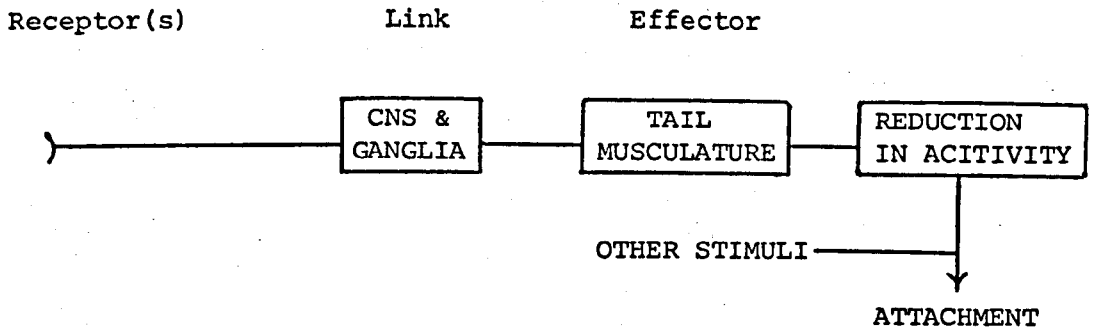 Receptor(s) Link Effector
CNS & TAIL REDUCTION
GANGLIA MUSCULATURE IN ACITIVITY
OTHER STIMULI
ATTACHMENT